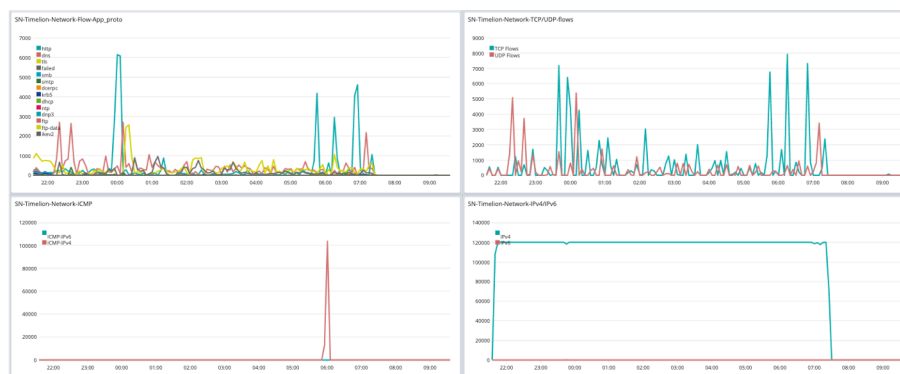 SN-Timelion-Network-Flow-App_proto
7000
6000
5000
4000
3000
2000
1000
0
http
dns
tls
failed
smb
smtp
dcerpc
krb5
dhcp
ntp
dnp3
ftp
ftp-data
ikev2
22:00 23:00 00:00 01:00 02:00 03:00 04:00 05:00 06:00 07:00 08:00 09:00
SN-Timelion-Network-TCP/UDP-flows
9000
8000
7000
6000
5000
4000
3000
2000
1000
0
TCP Flows
UDP Flows
22:00 23:00 00:00 01:00 02:00 03:00 04:00 05:00 06:00 07:00 08:00 09:00
SN-Timelion-Network-ICMP
120000
100000
80000
60000
40000
20000
0
ICMP-IPv6
ICMP-IPv4
22:00 23:00 00:00 01:00 02:00 03:00 04:00 05:00 06:00 07:00 08:00 09:00
SN-Timelion-Network-IPv4/IPv6
140000
120000
100000
80000
60000
40000
20000
0
IPv4
IPv6
22:00 23:00 00:00 01:00 02:00 03:00 04:00 05:00 06:00 07:00 08:00 09:00